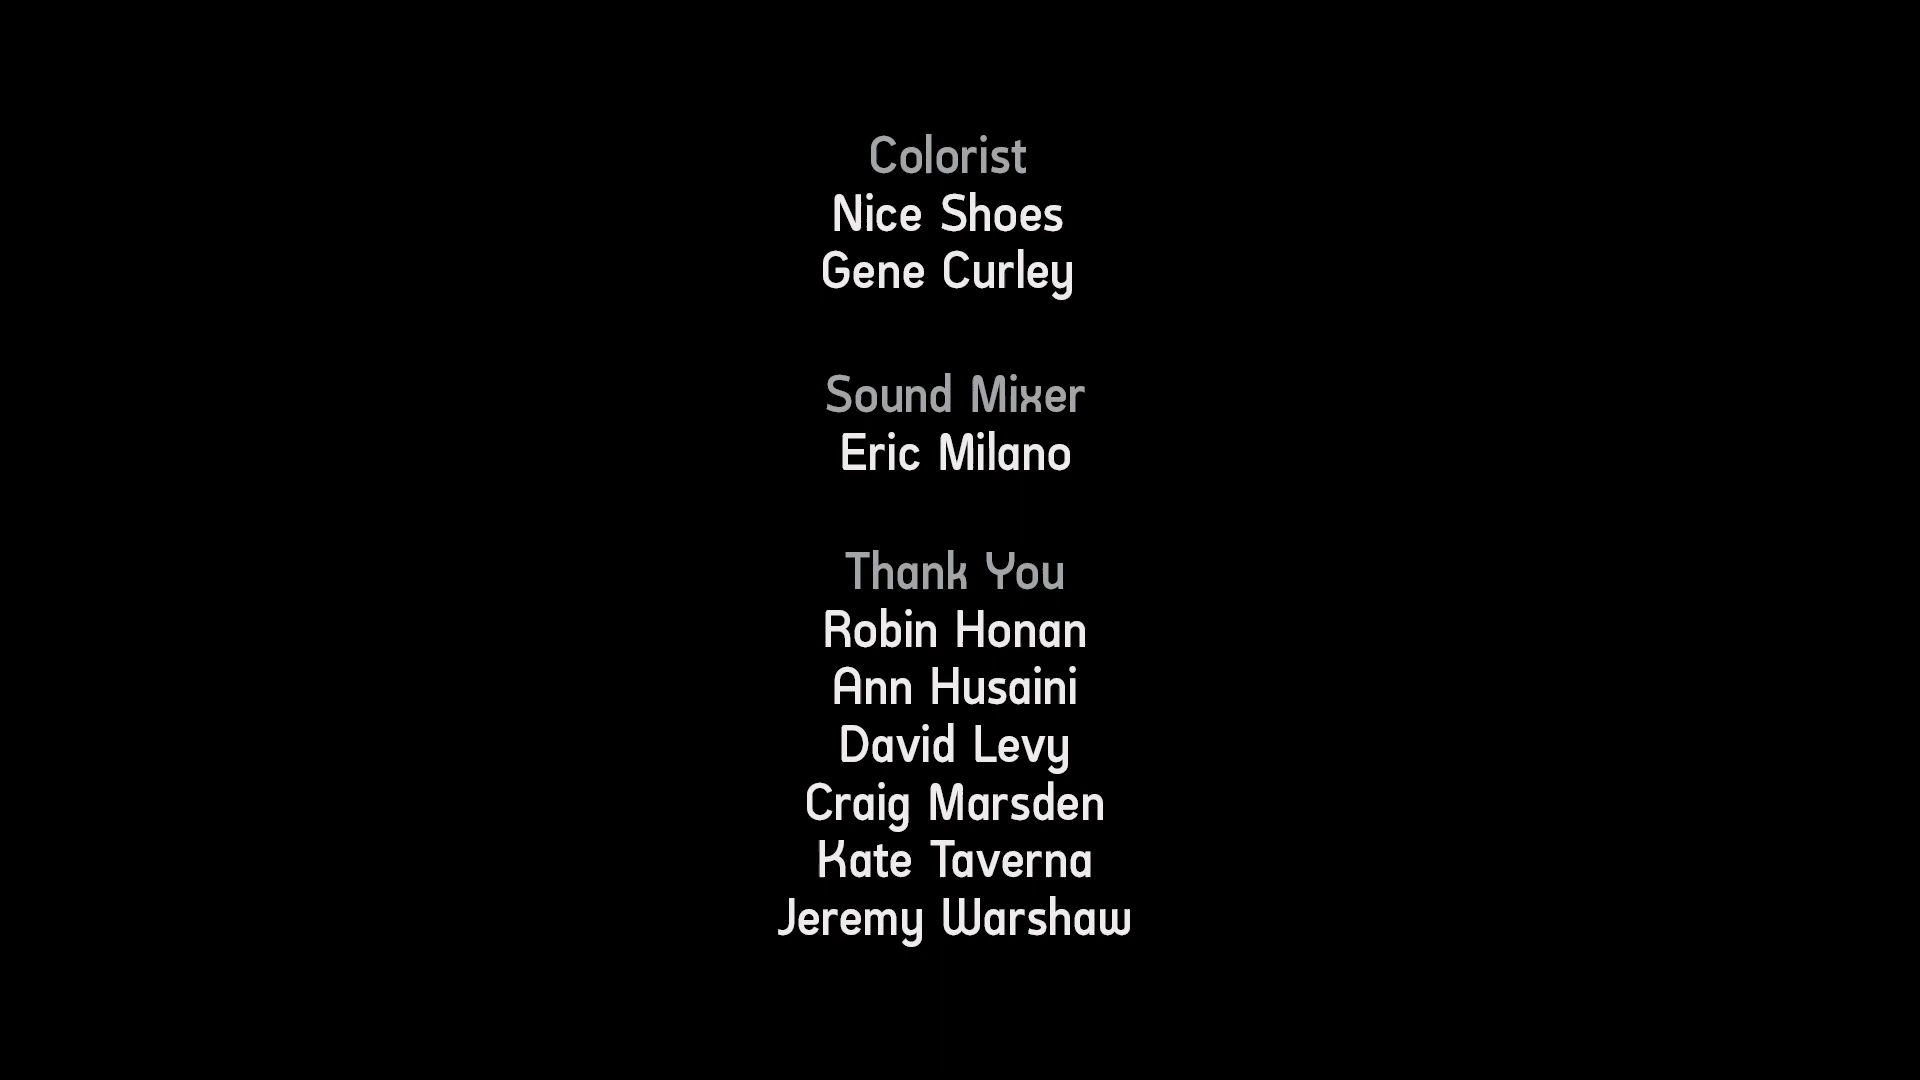 Colorist
Nice Shoes
Gene Curley
Sound Mixer
Eric Milano
Thank You
Robin Honan
Ann Husaini
David Levy
Craig Marsden
Kate Taverna
Jeremy Warshaw